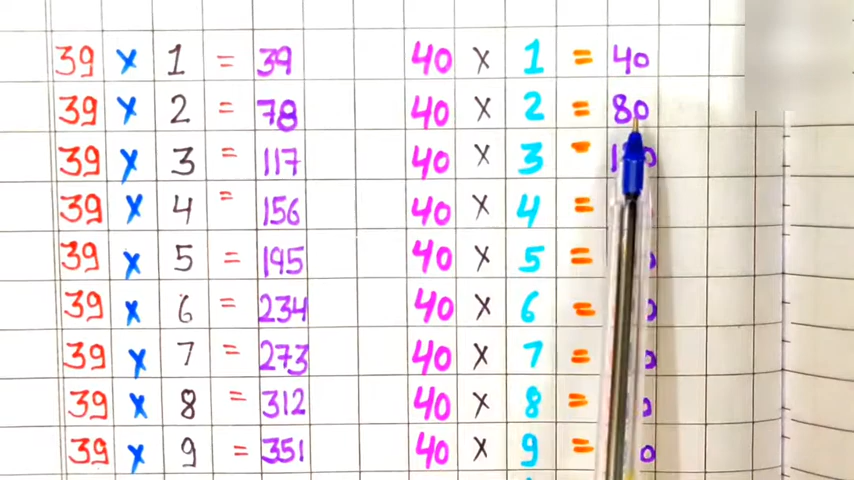 39 x 1 = 39 40 x 1 = 40
39 x 2 = 78 40 x 2 = 80
39 x 3 = 117 40 x 3 =
39 x 4 = 156 40 x 4 =
39 x 5 = 195 40 x 5 =
39 x 6 = 234 40 x 6 =
39 x 7 = 273 40 x 7 =
39 x 8 = 312 40 x 8 =
39 x 9 = 351 40 x 9 =